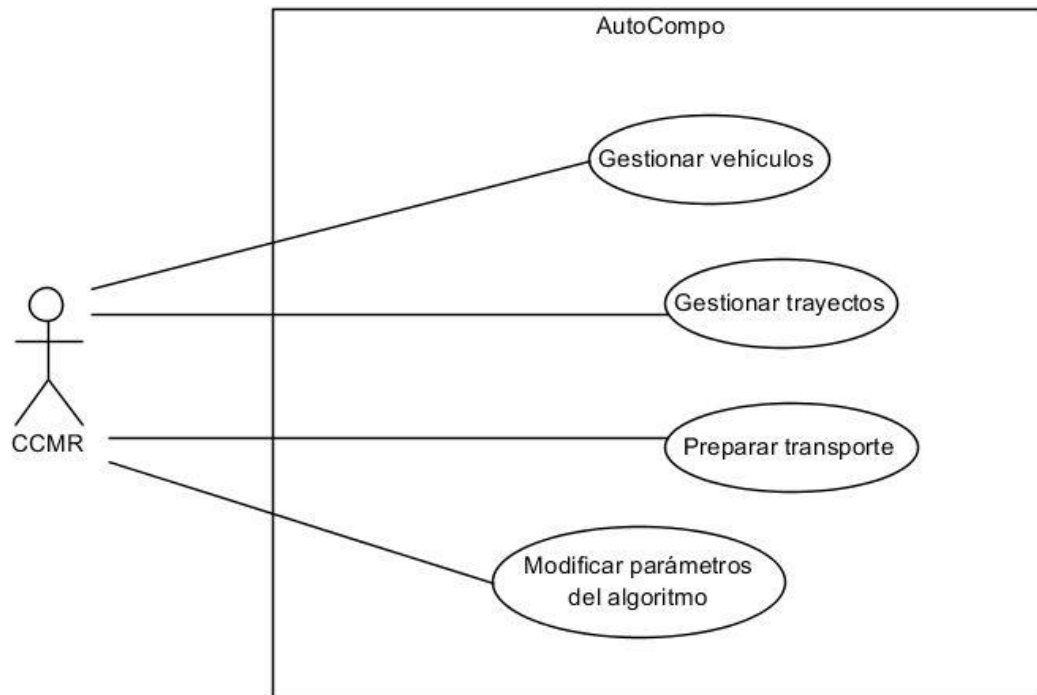 AutoCompo
Gestionar vehículos
Gestionar trayectos
CCMR
Preparar transporte
Modificar parámetros
del algoritmo